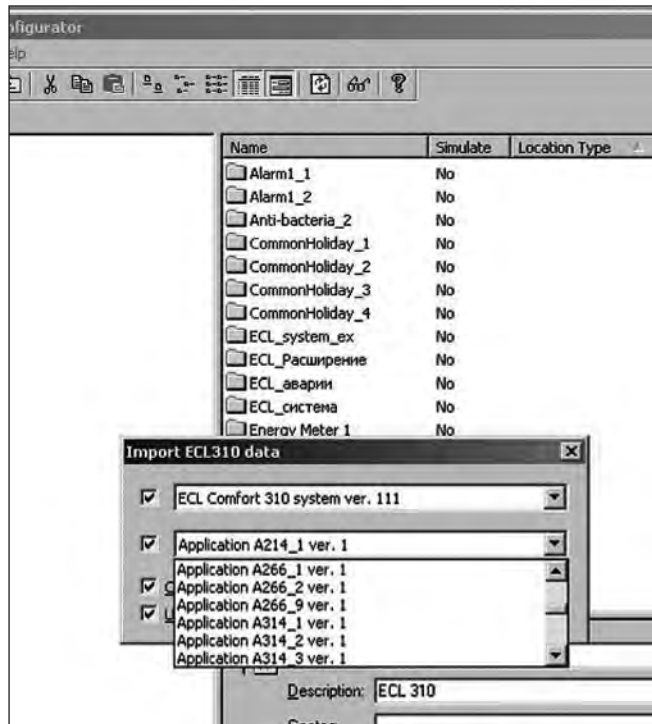 nfigurator
elp
Name Simulate Location Type
Alarm1_1 No
Alarm1_2 No
Anti-bacteria_2 No
CommonHoliday_1 No
CommonHoliday_2 No
CommonHoliday_3 No
CommonHoliday_4 No
ECL_system_ex No
ECL_Расширение No
ECL_аварии No
ECL_система No
Energy Meter 1 No
Import ECL310 data
ECL Comfort 310 system ver. 111
Application A214_1 ver. 1
Application A266_1 ver. 1
Application A266_2 ver. 1
Application A266_9 ver. 1
Application A314_1 ver. 1
Application A314_2 ver. 1
Application A314_3 ver. 1
Description: ECL 310